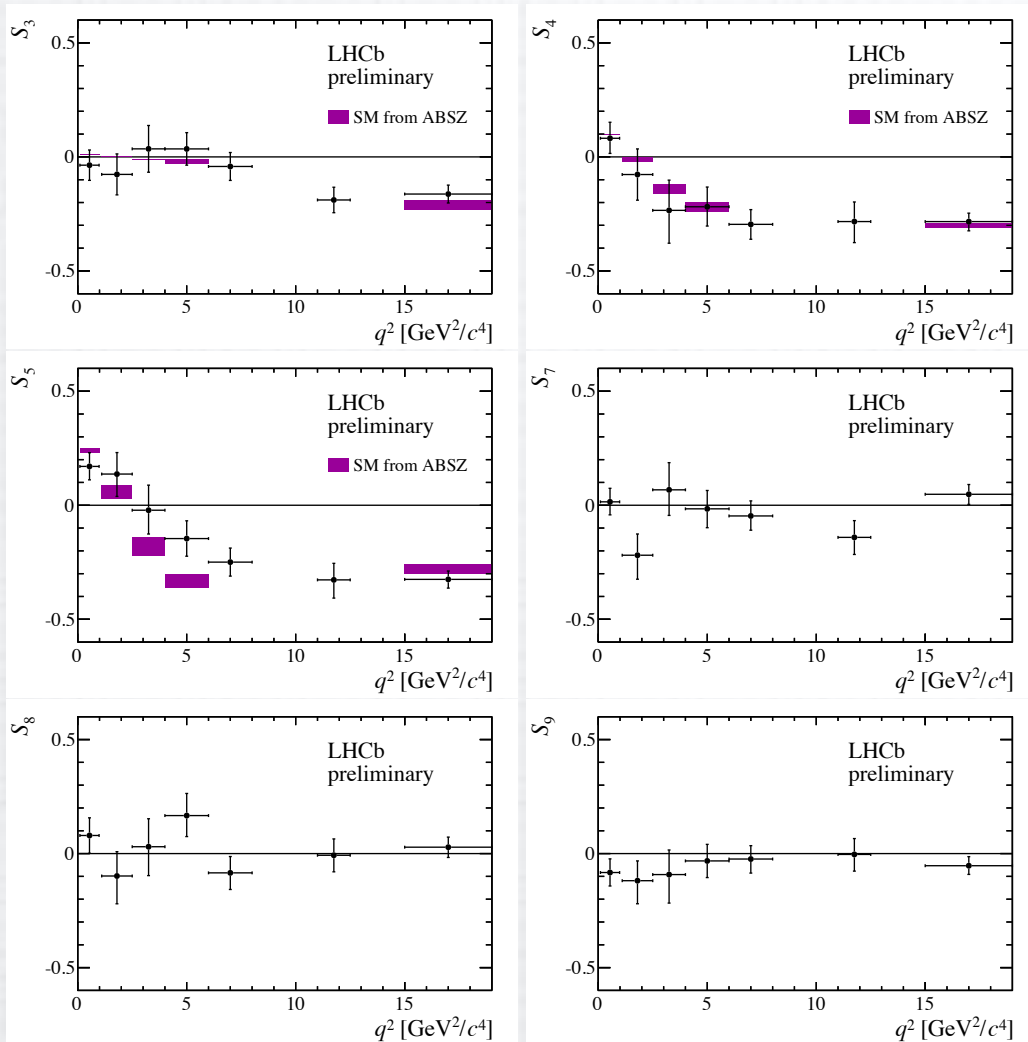 S₃
0.5
0
-0.5
LHCb
preliminary
SM from ABSZ
0 5 10 15
q² [GeV²/c⁴]
S₄
0.5
0
-0.5
LHCb
preliminary
SM from ABSZ
0 5 10 15
q² [GeV²/c⁴]
S₅
0.5
0
-0.5
LHCb
preliminary
SM from ABSZ
0 5 10 15
q² [GeV²/c⁴]
S₇
0.5
0
-0.5
LHCb
preliminary
0 5 10 15
q² [GeV²/c⁴]
S₈
0.5
0
-0.5
LHCb
preliminary
0 5 10 15
q² [GeV²/c⁴]
S₉
0.5
0
-0.5
LHCb
preliminary
0 5 10 15
q² [GeV²/c⁴]